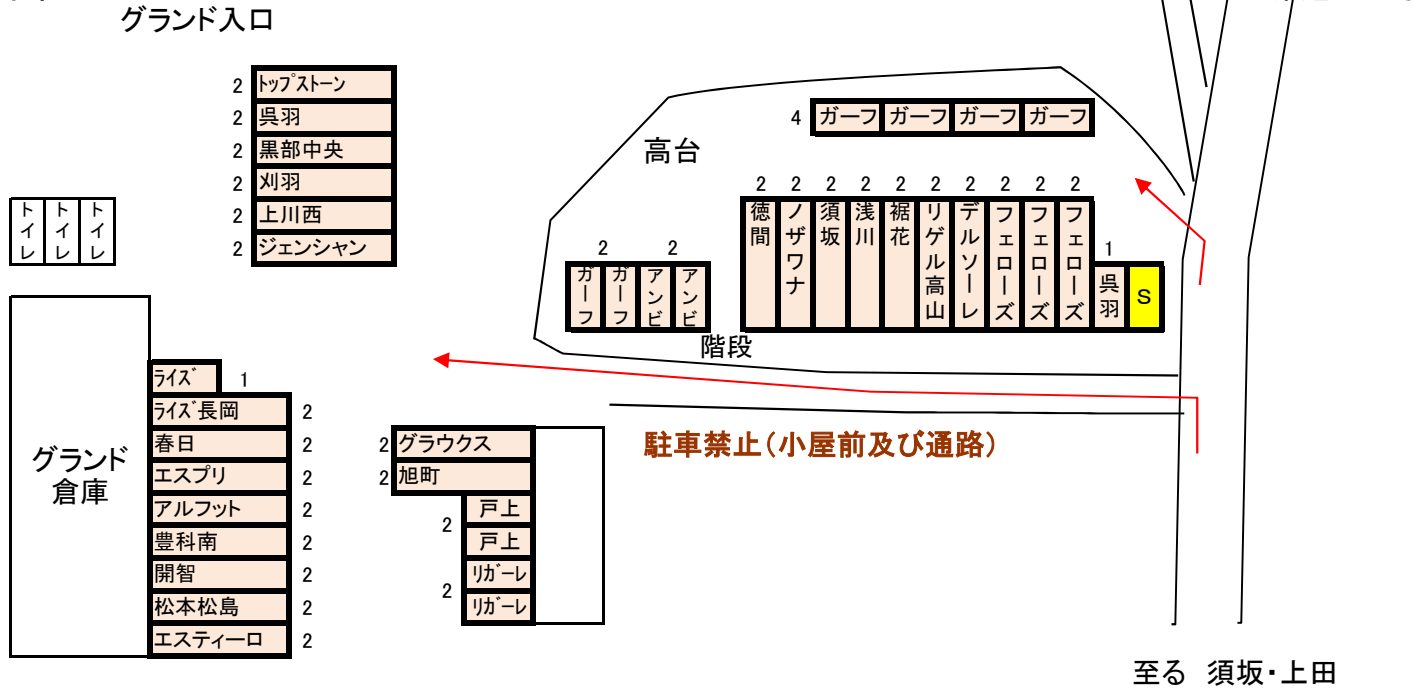 グランド入口
2 トップストーン
2 呉羽
2 黒部中央
2 刈羽
2 上川西
2 ジェンシャン
トイレ トイレ トイレ
高台
4 ガーフ ガーフ ガーフ ガーフ
2 2 2 2 2 2 2 2 2 2
徳間 ノザワナ 須坂 浅川 裾花 リゲル高山 デルソーレ フェローズ フェローズ フェローズ
1
呉羽 S
2 2
ガーフ ガーフ アンビ アンビ
階段
グランド
倉庫
ライズ 1
ライズ長岡 2
春日 2
エスプリ 2
アルフット 2
豊科南 2
開智 2
松本松島 2
エスティーロ 2
2 グラウクス
2 旭町
2
戸上
戸上
2
リガーレ
リガーレ
駐車禁止(小屋前及び通路)
至る 須坂・上田